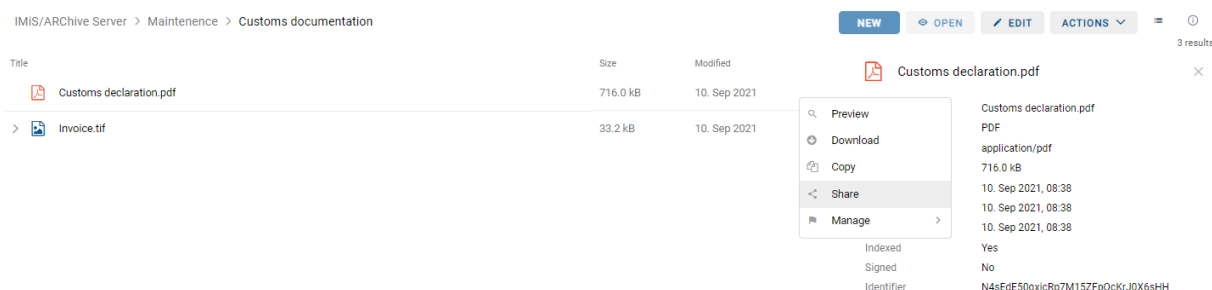 IMiS/ARChive Server > Maintenence > Customs documentation
NEW
OPEN
EDIT
ACTIONS
3 results
Title
Size
Modified
Customs declaration.pdf
716.0 kB
10. Sep 2021
Invoice.tif
33.2 kB
10. Sep 2021
Customs declaration.pdf
Preview
Download
Copy
Share
Manage
Customs declaration.pdf
PDF
application/pdf
716.0 kB
10. Sep 2021, 08:38
10. Sep 2021, 08:38
10. Sep 2021, 08:38
Indexed Yes
Signed No
Identifier